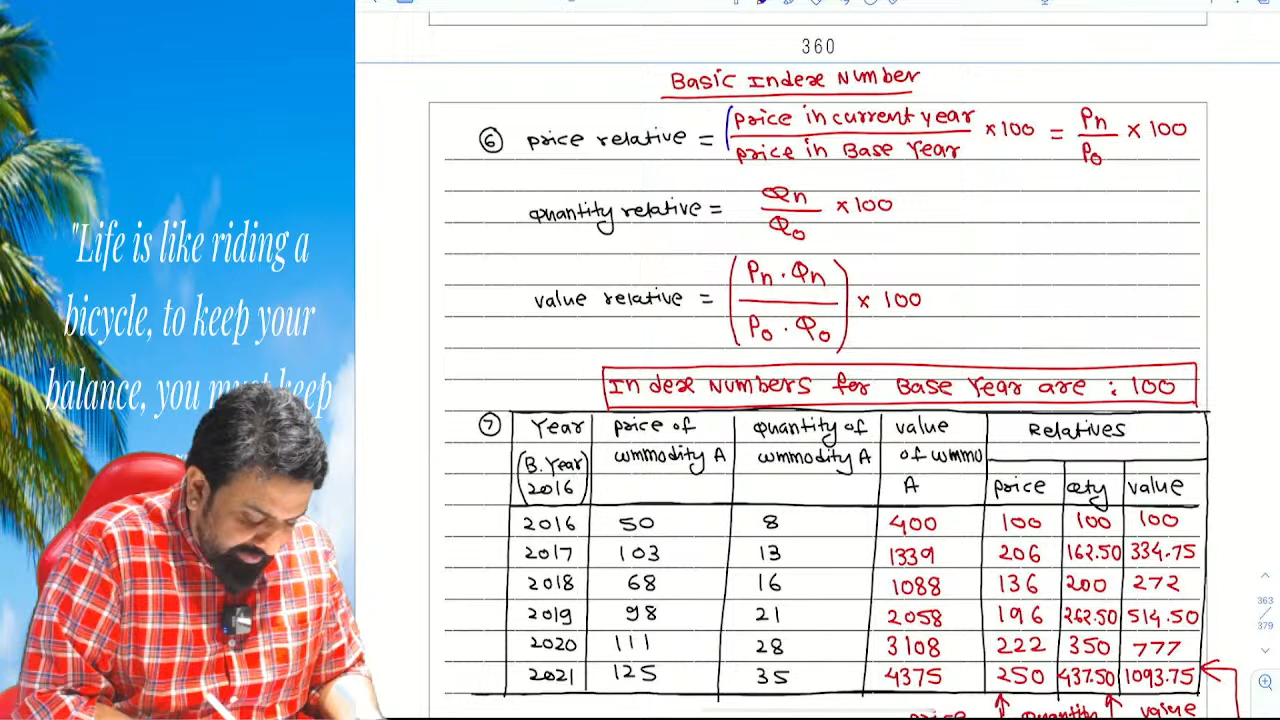 360
Basic Index Number
"Life is like riding a
bicycle, to keep your
balance, you must keep
⑥ price relative = (price in current year / price in Base Year × 100 = Pn / P0 × 100
Quantity relative = Qn / Q0 × 100
value relative = (Pn . Qn / P0 . Q0) × 100
Index Numbers for Base Year are : 100
⑦ Year (B. Year 2016) | price of commodity A | Quantity of commodity A | value of commo A | Relatives
price | Qty | value
2016 50 8 400 100 100 100
2017 103 13 1339 206 162.50 334.75
2018 68 16 1088 136 200 272
2019 98 21 2058 196 262.50 514.50
2020 111 28 3108 222 350 777
2021 125 35 4375 250 437.50 1093.75
price Quantity value
363
379